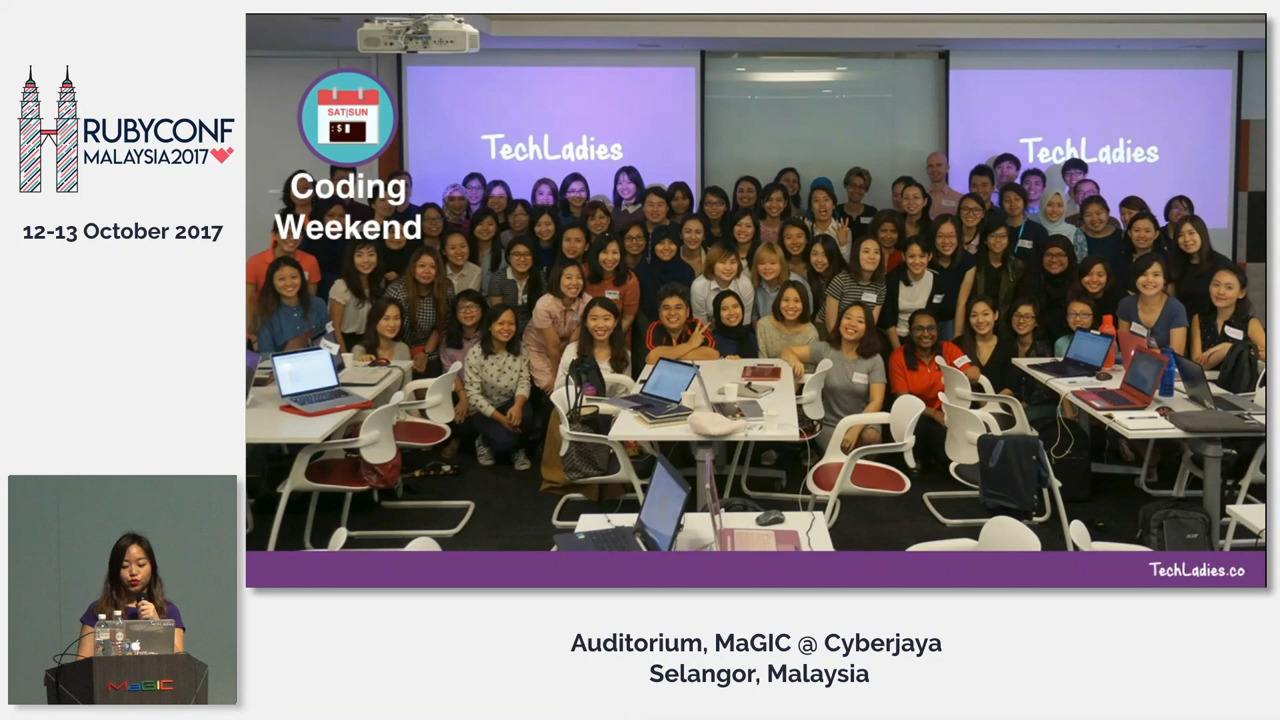 RUBYCONF
MALAYSIA2017
12-13 October 2017
SAT|SUN
:$
Coding
Weekend
TechLadies
TechLadies
TechLadies.co
TechLadies
MaGIC
Auditorium, MaGIC @ Cyberjaya
Selangor, Malaysia